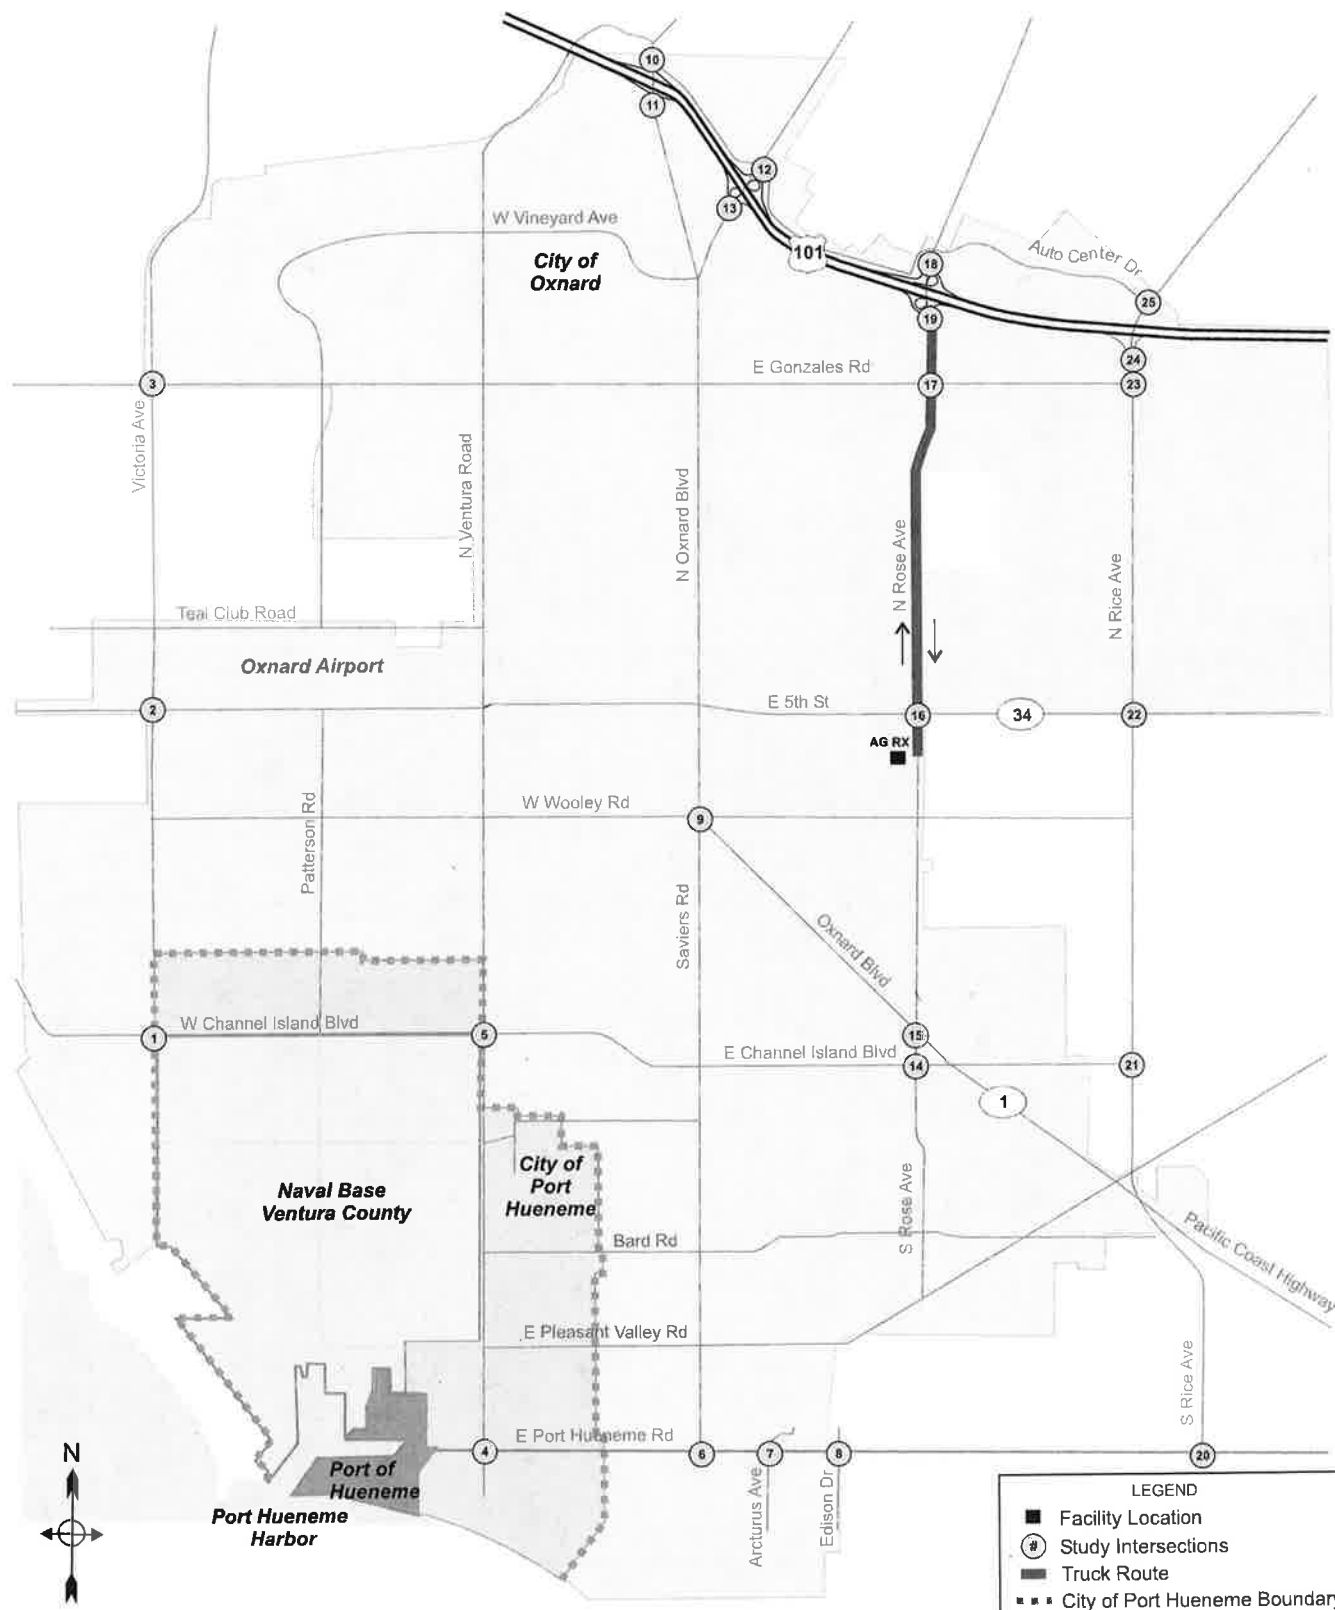 10
11
12
13
W Vineyard Ave
City of
Oxnard
101
18
Auto Center Dr
25
19
24
E Gonzales Rd
3
17
23
Victoria Ave
N Ventura Road
N Oxnard Blvd
N Rose Ave
N Rice Ave
Teal Club Road
Oxnard Airport
2
E 5th St
16
34
22
AG RX
W Wooley Rd
9
Patterson Rd
Saviers Rd
Oxnard Blvd
W Channel Island Blvd
1
5
15
E Channel Island Blvd
14
21
1
City of
Port
Hueneme
Naval Base
Ventura County
S Rose Ave
Bard Rd
Pacific Coast Highway
E Pleasant Valley Rd
S Rice Ave
E Port Hueneme Rd
4
6
7
8
20
N
Port of
Hueneme
Arcturus Ave
Edison Dr
Port Hueneme
Harbor
LEGEND
Facility Location
# Study Intersections
Truck Route
City of Port Hueneme Boundary